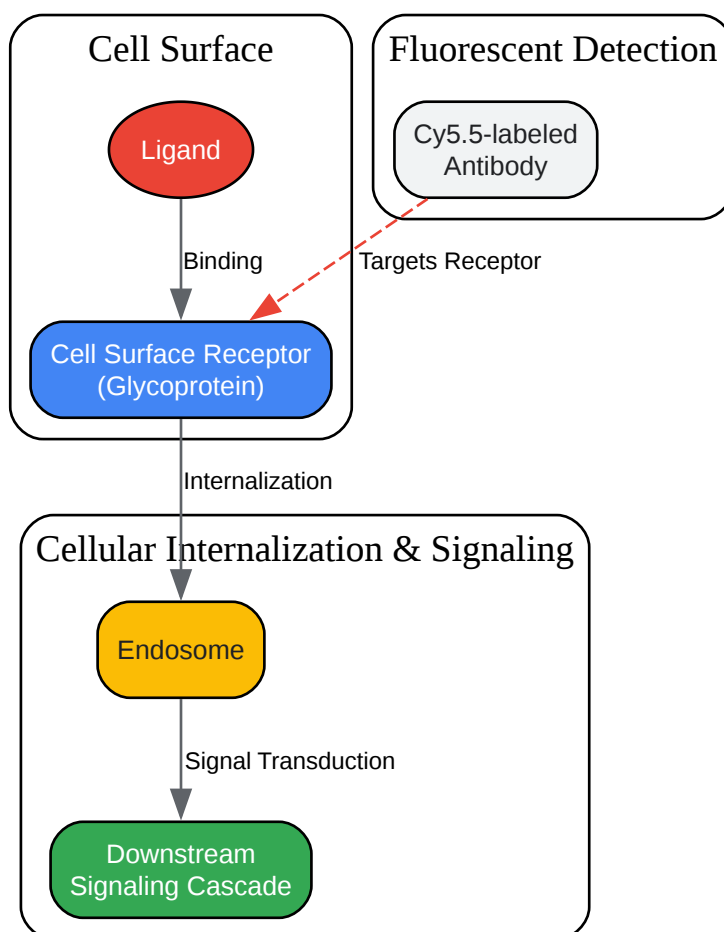 Cell Surface
Fluorescent Detection
Ligand
Cy5.5-labeled
Antibody
Binding
Targets Receptor
Cell Surface Receptor
(Glycoprotein)
Internalization
Cellular Internalization & Signaling
Endosome
Signal Transduction
Downstream
Signaling Cascade